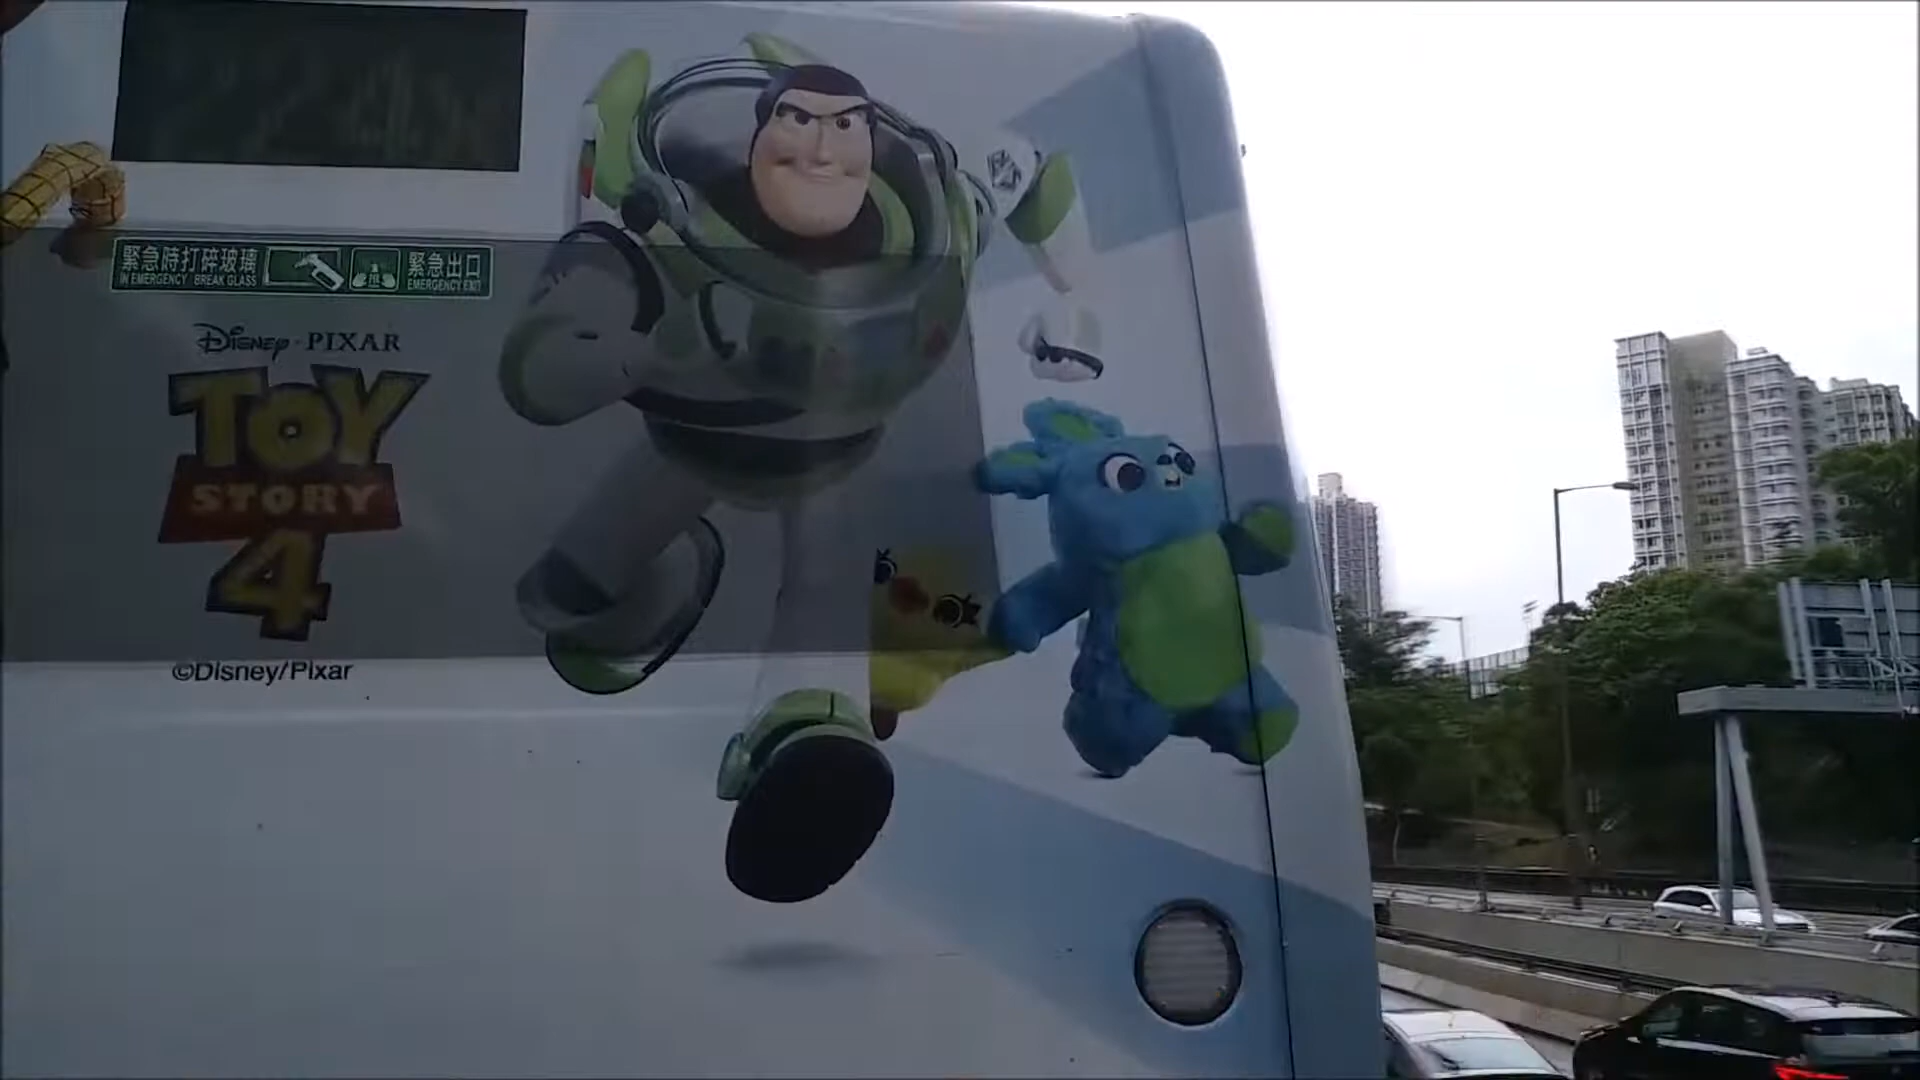 緊急時打碎玻璃
IN EMERGENCY BREAK GLASS
緊急出口
EMERGENCY EXIT
Disney·PIXAR
TOY
STORY
4
©Disney/Pixar